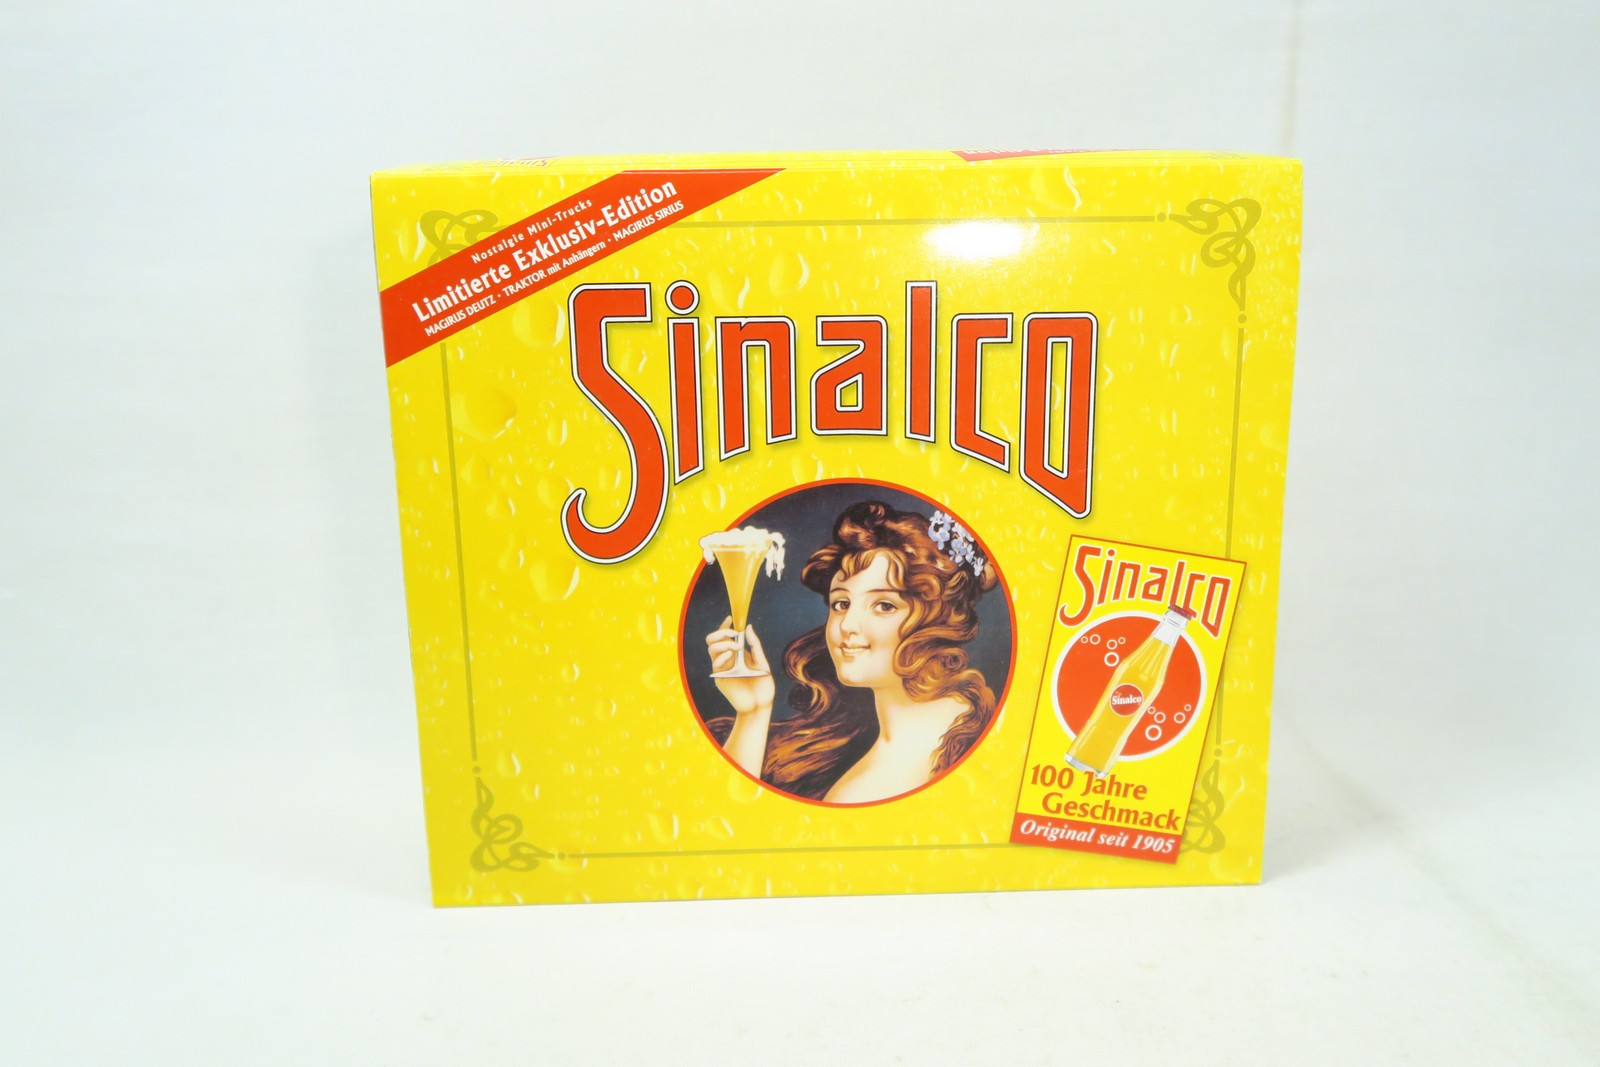 Nostalgie Mini-Trucks
Limitierte Exklusiv-Edition
MAGIRUS DEUTZ • TRAKTOR mit Anhängern • MAGIRUS SIRIUS
Sinalco
Sinalco
Sinalco
100 Jahre
Geschmack
Original seit 1905